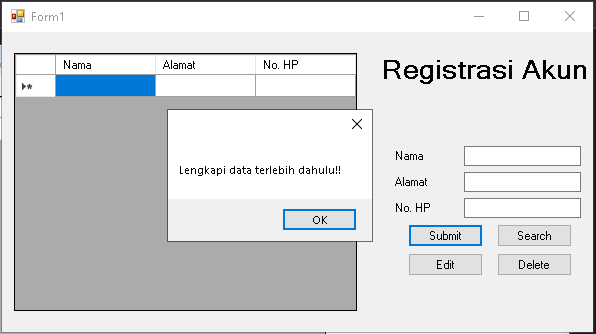 Form1
Nama Alamat No. HP
Registrasi Akun
Lengkapi data terlebih dahulu!!
OK
Nama
Alamat
No. HP
Submit Search
Edit Delete